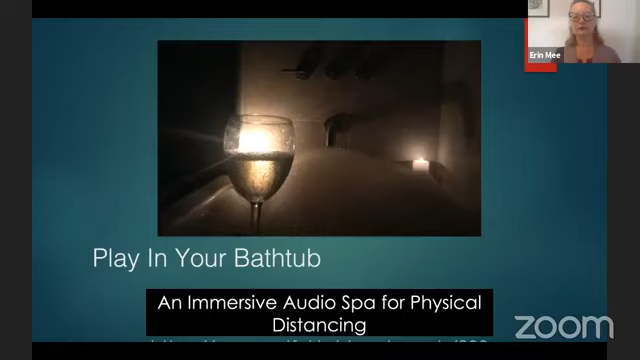 Erin Mee
Play In Your Bathtub
An Immersive Audio Spa for Physical
Distancing
zoom